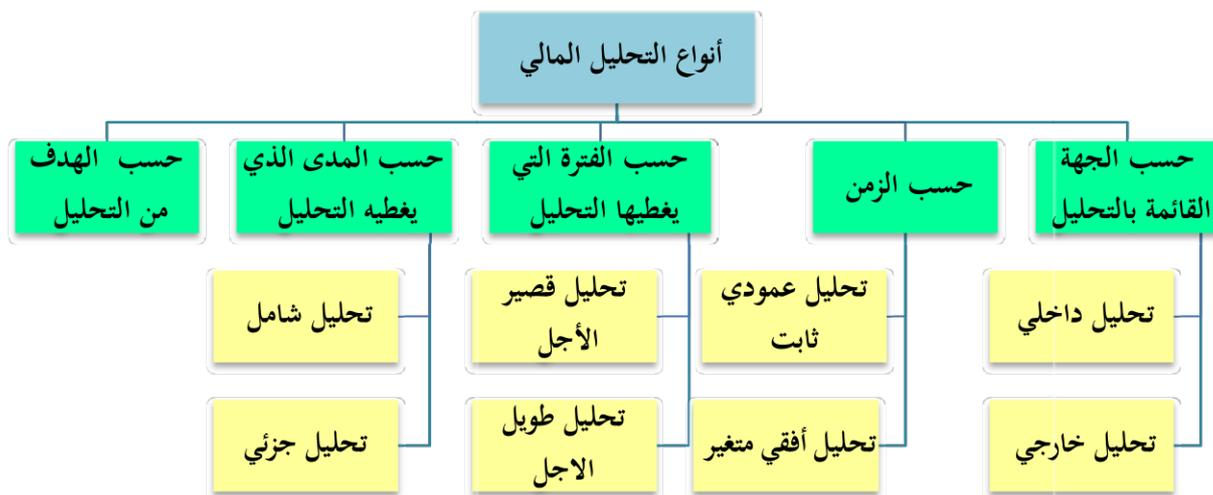 أنواع التحليل المالي
حسب الجهة
القائمة بالتحليل
حسب الزمن
حسب الفترة التي
يغطيها التحليل
حسب المدى الذي
يغطيه التحليل
حسب الهدف
من التحليل
تحليل داخلي
تحليل عمودي
ثابت
تحليل قصير
الأجل
تحليل شامل
تحليل خارجي
تحليل أفقي متغير
تحليل طويل
الاجل
تحليل جزئي